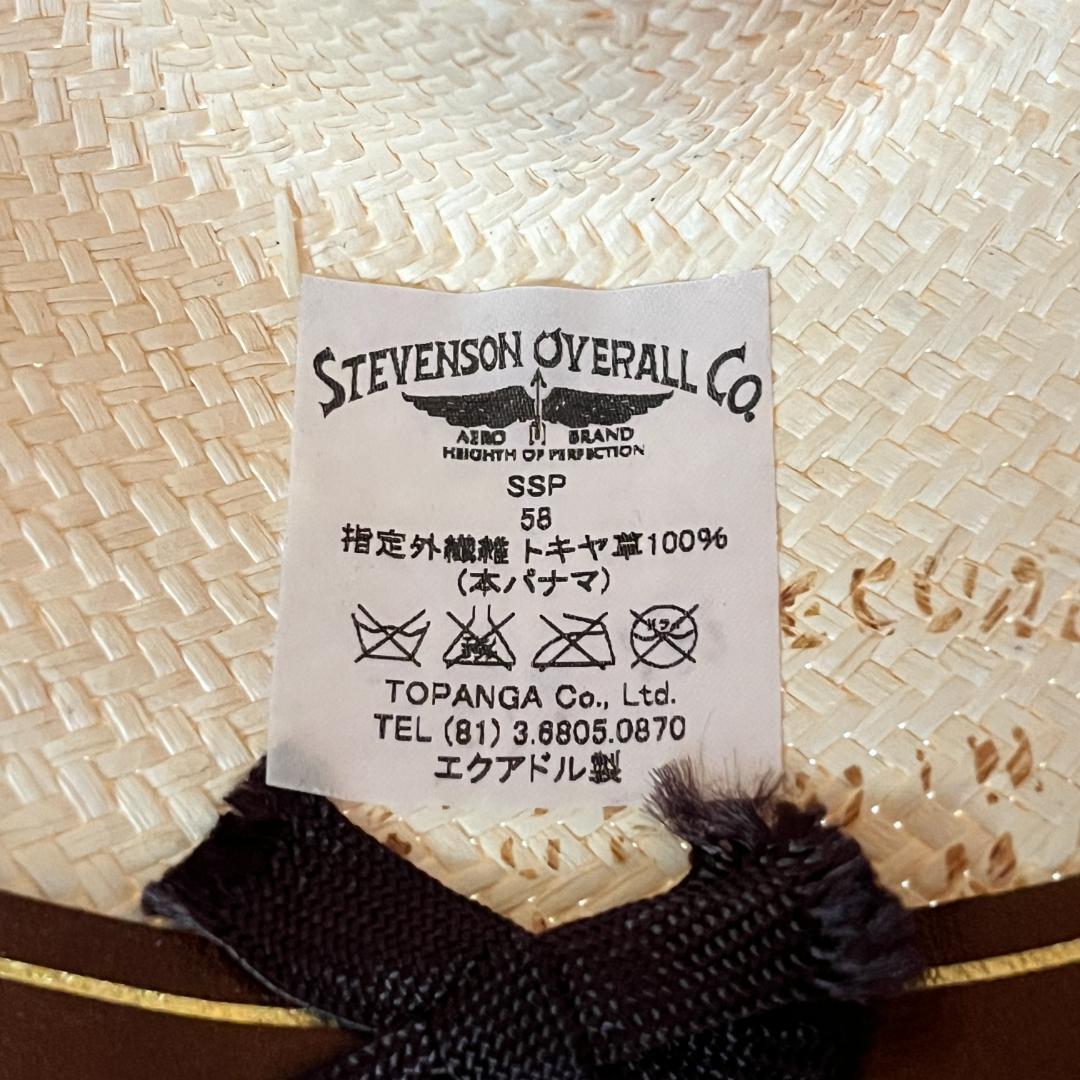 STEVENSON OVERALL CO.
AERO BRAND
HEIGHTH OF PERFECTION
SSP
58
指定外繊維 トキヤ草100%
(本パナマ)
TOPANGA Co., Ltd.
TEL (81) 3.6805.0870
エクアドル製